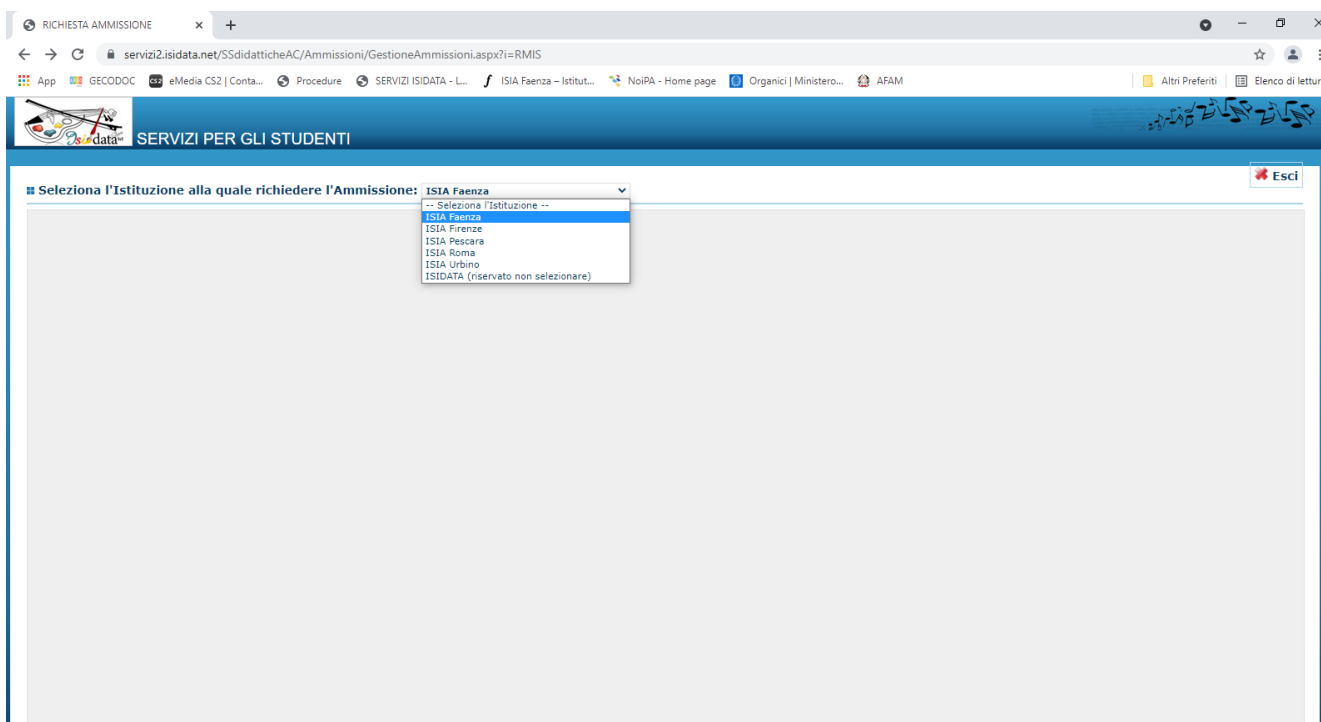 RICHIESTA AMMISSIONE
servizi2.isidata.net/SSdidatticheAC/Ammissioni/GestioneAmmissioni.aspx?i=RMIS
App GECODOC CS2 eMedia CS2 | Conta... Procedure SERVIZI ISIDATA - L... ISIA Faenza – Istitut... NoiPA - Home page Organici | Ministero... AFAM Altri Preferiti Elenco di lettur
Isidata SERVIZI PER GLI STUDENTI
Esci
Seleziona l'Istituzione alla quale richiedere l'Ammissione: ISIA Faenza
-- Seleziona l'Istituzione --
ISIA Faenza
ISIA Firenze
ISIA Pescara
ISIA Roma
ISIA Urbino
ISIDATA (riservato non selezionare)